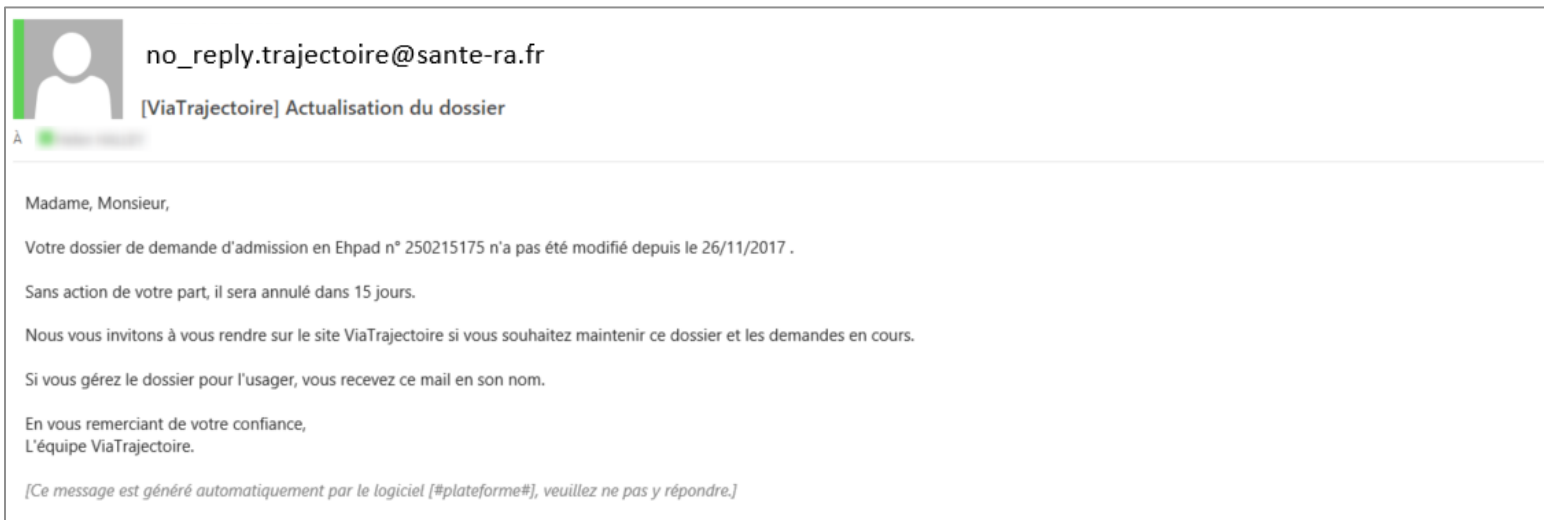 no_reply.trajectoire@sante-ra.fr
[ViaTrajectoire] Actualisation du dossier
À
Madame, Monsieur,
Votre dossier de demande d'admission en Ehpad n° 250215175 n'a pas été modifié depuis le 26/11/2017 .
Sans action de votre part, il sera annulé dans 15 jours.
Nous vous invitons à vous rendre sur le site ViaTrajectoire si vous souhaitez maintenir ce dossier et les demandes en cours.
Si vous gérez le dossier pour l'usager, vous recevez ce mail en son nom.
En vous remerciant de votre confiance,
L'équipe ViaTrajectoire.
[Ce message est généré automatiquement par le logiciel [#plateforme#], veuillez ne pas y répondre.]